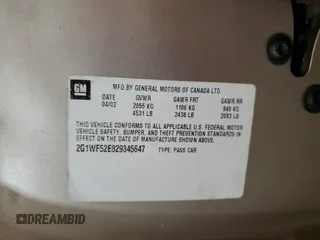 GM
MFD BY GENERAL MOTORS OF CANADA LTD.
DATE GVWR GAWR FRT GAWR RR
04/02 2055 KG 1106 KG 949 KG
4531 LB 2438 LB 2093 LB
THIS VEHICLE CONFORMS TO ALL APPLICABLE U.S. FEDERAL MOTOR
VEHICLE SAFETY, BUMPER, AND THEFT PREVENTION STANDARDS IN
EFFECT ON THE DATE OF MANUFACTURE SHOWN ABOVE.
2G1WF52E929345647 TYPE: PASS CAR
DREAMBID